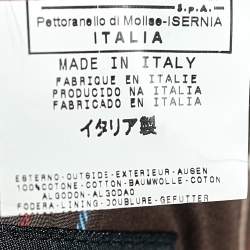 S.p.A.
Pettoranello di Molise-ISERNIA
ITALIA
MADE IN ITALY
FABRIQUE EN ITALIE
PRODUCIDO NA ITALIA
FABRICADO EN ITALIA
イタリア製
ESTERNO-OUTSIDE-EXTERIEUR-AUSEN
100%COTONE-COTTON-BAUMWOLLE-COTON
ALGODON-ALGODAO
FODERA-LINING-DOUBLURE-GEFUTTER